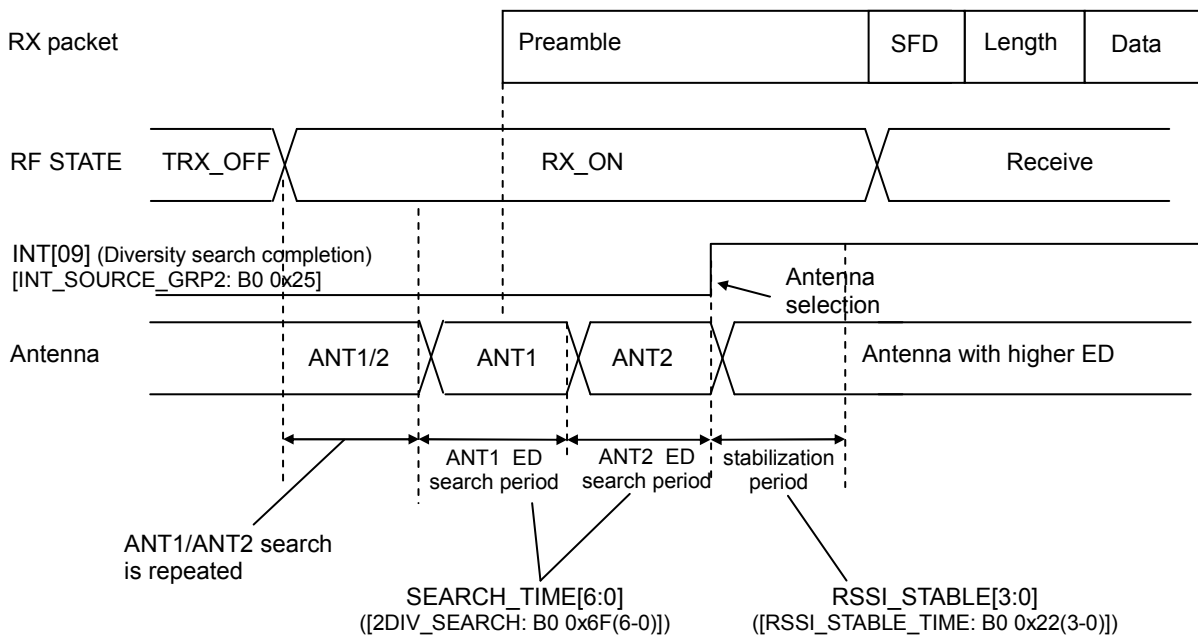 RX packet
Preamble
SFD
Length
Data
RF STATE
TRX_OFF
RX_ON
Receive
INT[09] (Diversity search completion)
[INT_SOURCE_GRP2: B0 0x25]
Antenna
selection
Antenna
ANT1/2
ANT1
ANT2
Antenna with higher ED
ANT1 ED
search period
ANT2 ED
search period
stabilization
period
ANT1/ANT2 search
is repeated
SEARCH_TIME[6:0]
([2DIV_SEARCH: B0 0x6F(6-0)])
RSSI_STABLE[3:0]
([RSSI_STABLE_TIME: B0 0x22(3-0)])